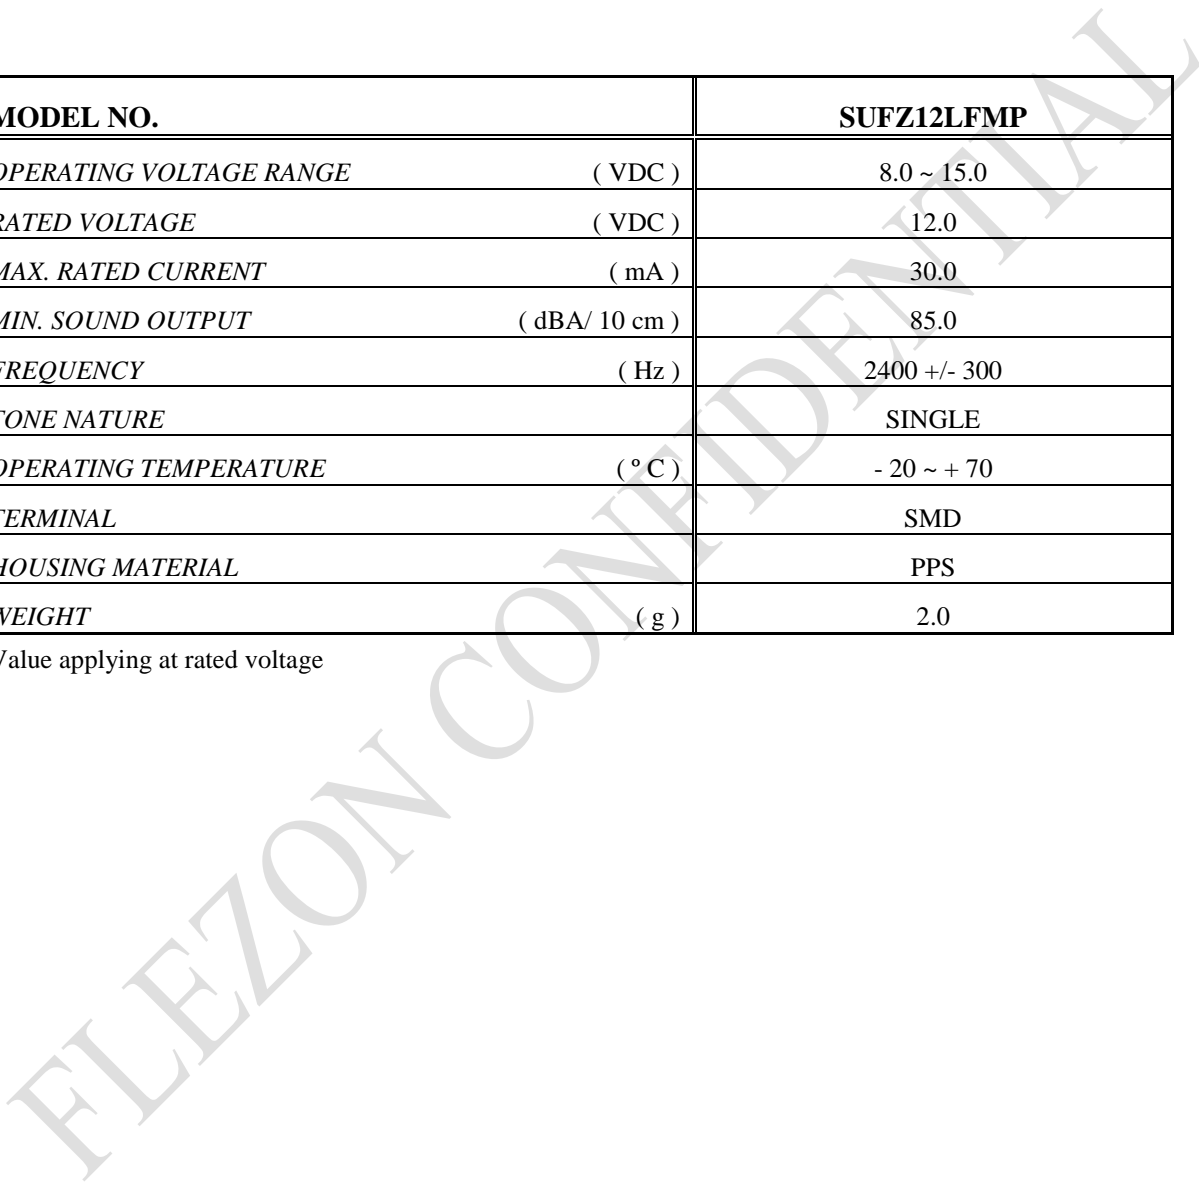 MODEL NO. SUFZ12LFMP
OPERATING VOLTAGE RANGE ( VDC ) 8.0 ~ 15.0
RATED VOLTAGE ( VDC ) 12.0
MAX. RATED CURRENT ( mA ) 30.0
MIN. SOUND OUTPUT ( dBA/ 10 cm ) 85.0
FREQUENCY ( Hz ) 2400 +/- 300
TONE NATURE SINGLE
OPERATING TEMPERATURE ( º C ) - 20 ~ + 70
TERMINAL SMD
HOUSING MATERIAL PPS
WEIGHT ( g ) 2.0
Value applying at rated voltage
FLEZON CONFIDENTIAL